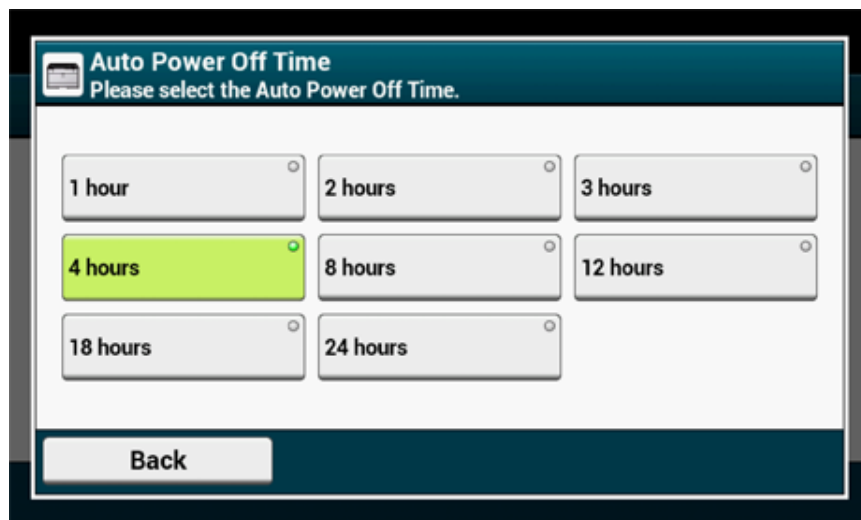 Auto Power Off Time
Please select the Auto Power Off Time.
1 hour
2 hours
3 hours
4 hours
8 hours
12 hours
18 hours
24 hours
Back